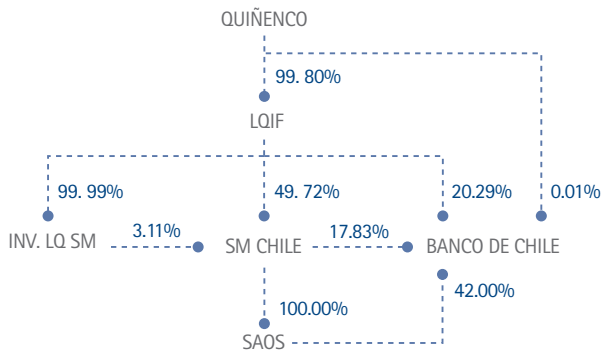 QUIÑENCO
99. 80%
LQIF
99. 99%
49. 72%
20.29%
0.01%
INV. LQ SM
3.11%
SM CHILE
17.83%
BANCO DE CHILE
100.00%
42.00%
SAOS